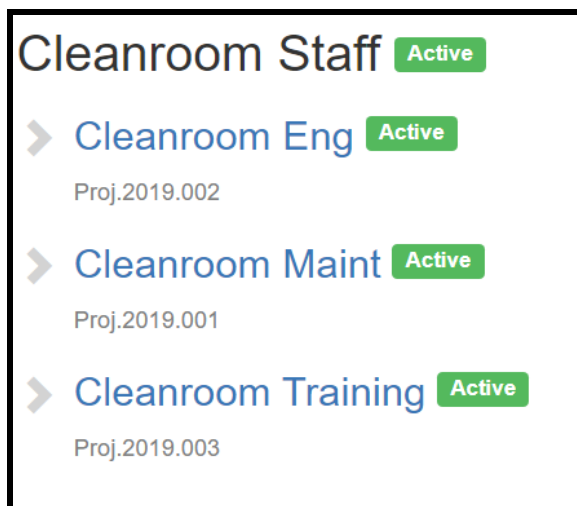 Cleanroom Staff Active
Cleanroom Eng Active
Proj.2019.002
Cleanroom Maint Active
Proj.2019.001
Cleanroom Training Active
Proj.2019.003